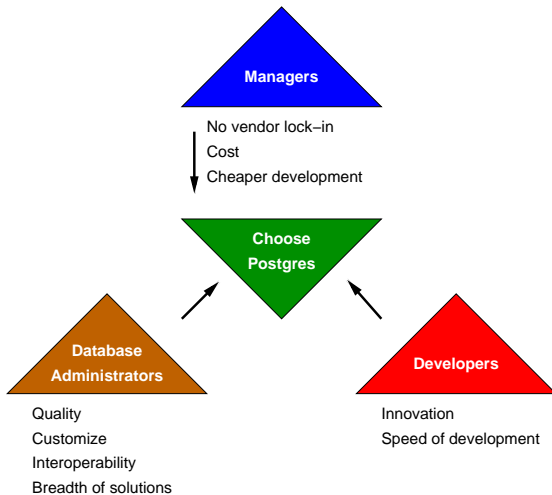 Managers
No vendor lock−in
Cost
Cheaper development
Choose
Postgres
Database
Administrators
Quality
Customize
Interoperability
Breadth of solutions
Developers
Innovation
Speed of development